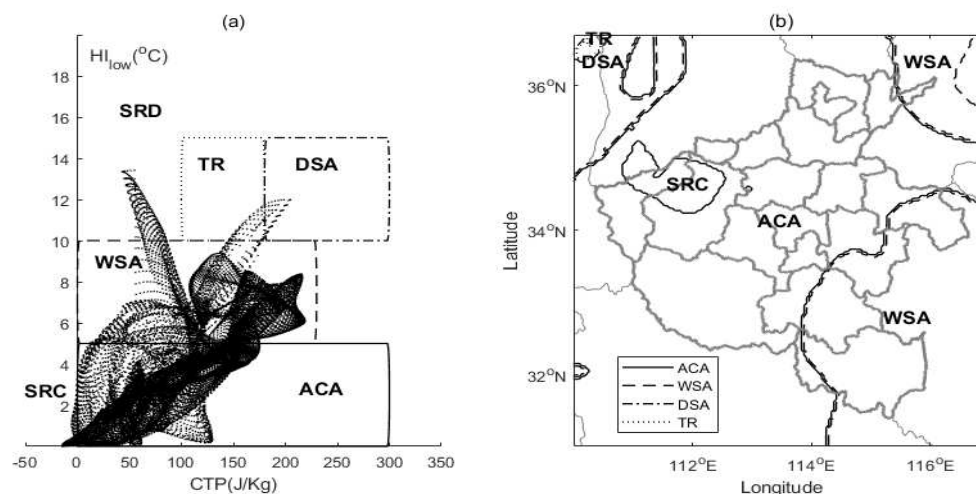 (a)
HI_low(°C)
18
16
14
12
10
8
6
4
2
SRD
TR
DSA
WSA
SRC
ACA
-50
0
50
100
150
200
250
300
350
CTP(J/Kg)
(b)
TR
DSA
WSA
SRC
ACA
WSA
36°N
34°N
32°N
Latitude
ACA
WSA
DSA
TR
112°E
114°E
116°E
Longitude